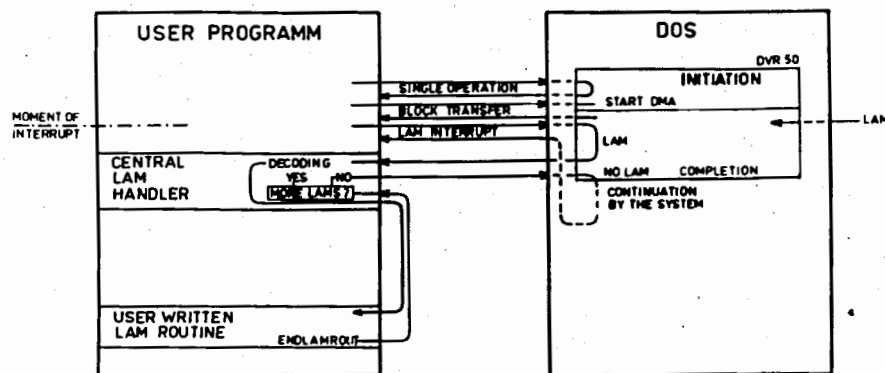 USER PROGRAMM
DOS
DVR 50
INITIATION
SINGLE OPERATION
START DMA
BLOCK TRANSFER
MOMENT OF
INTERRUPT
LAM INTERRUPT
LAM
LAM
CENTRAL
LAM
HANDLER
DECODING
YES
NO
MORE LAMS ?
NO LAM
COMPLETION
CONTINUATION
BY THE SYSTEM
USER WRITTEN
LAM ROUTINE
ENDLAMROUT